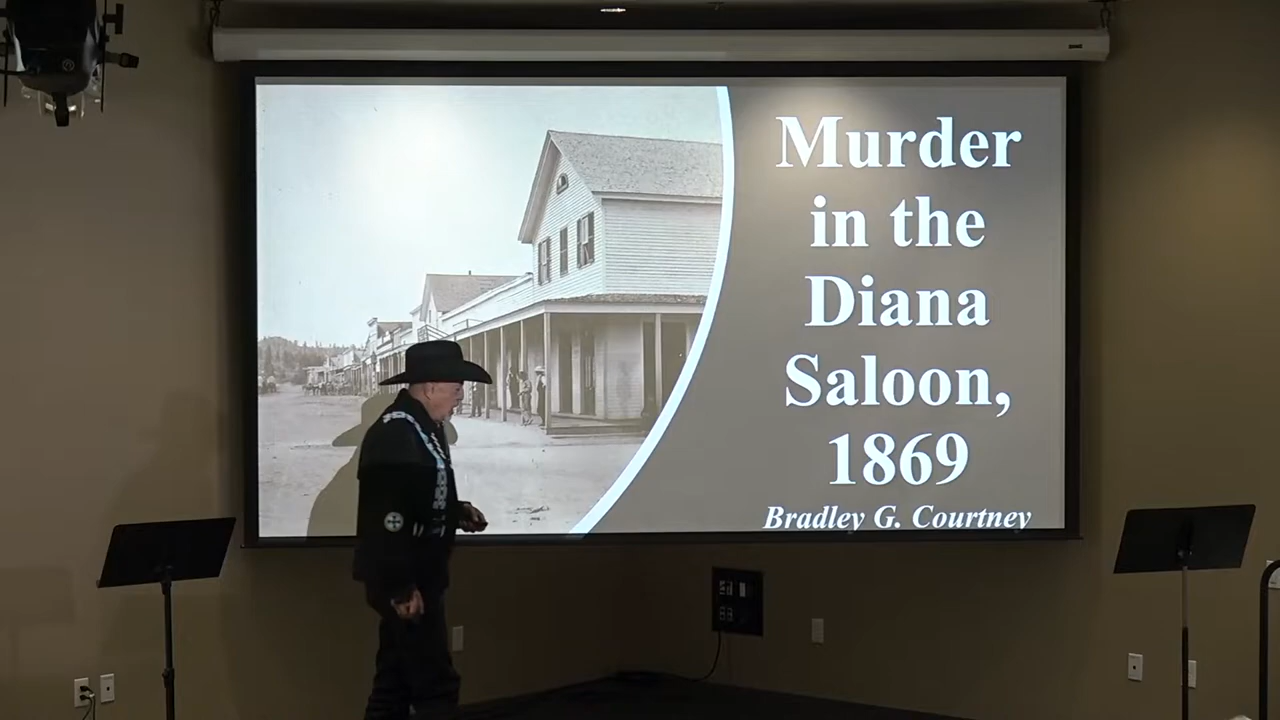 Murder
in the
Diana
Saloon,
1869
Bradley G. Courtney